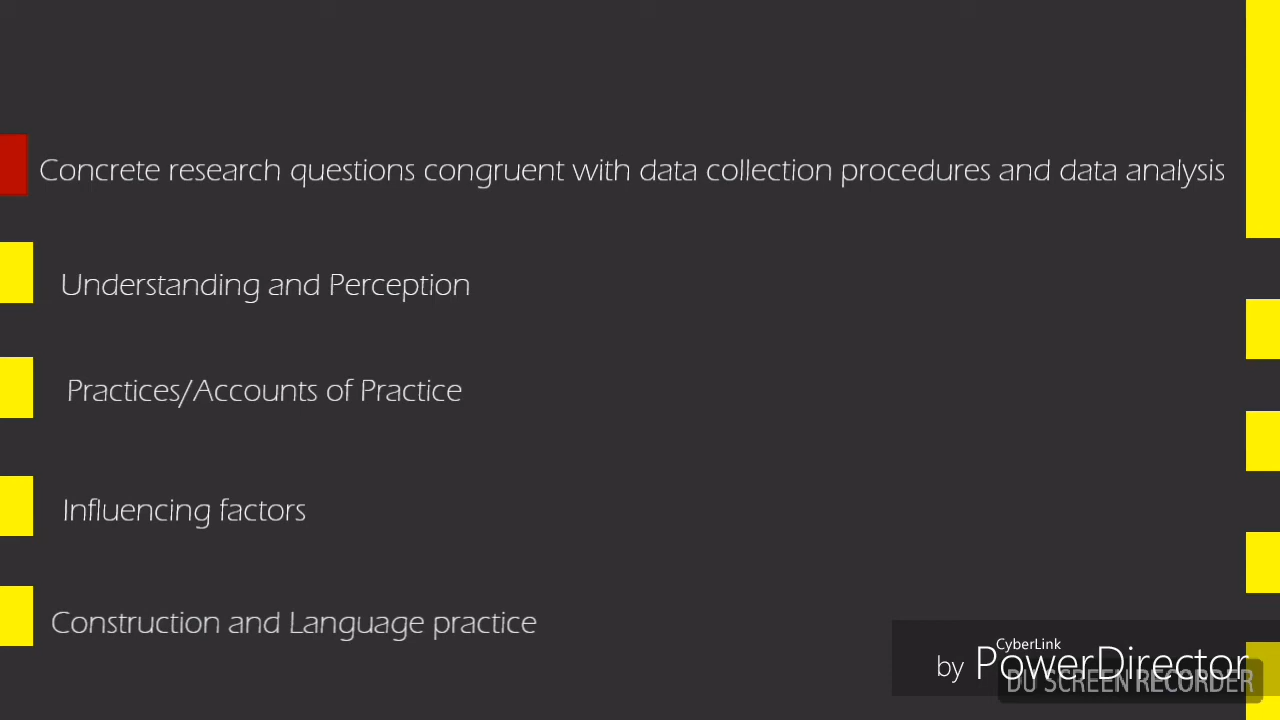 Concrete research questions congruent with data collection procedures and data analysis
Understanding and Perception
Practices/Accounts of Practice
Influencing factors
Construction and Language practice
CyberLink
by PowerDirector
DU SCREEN RECORDER